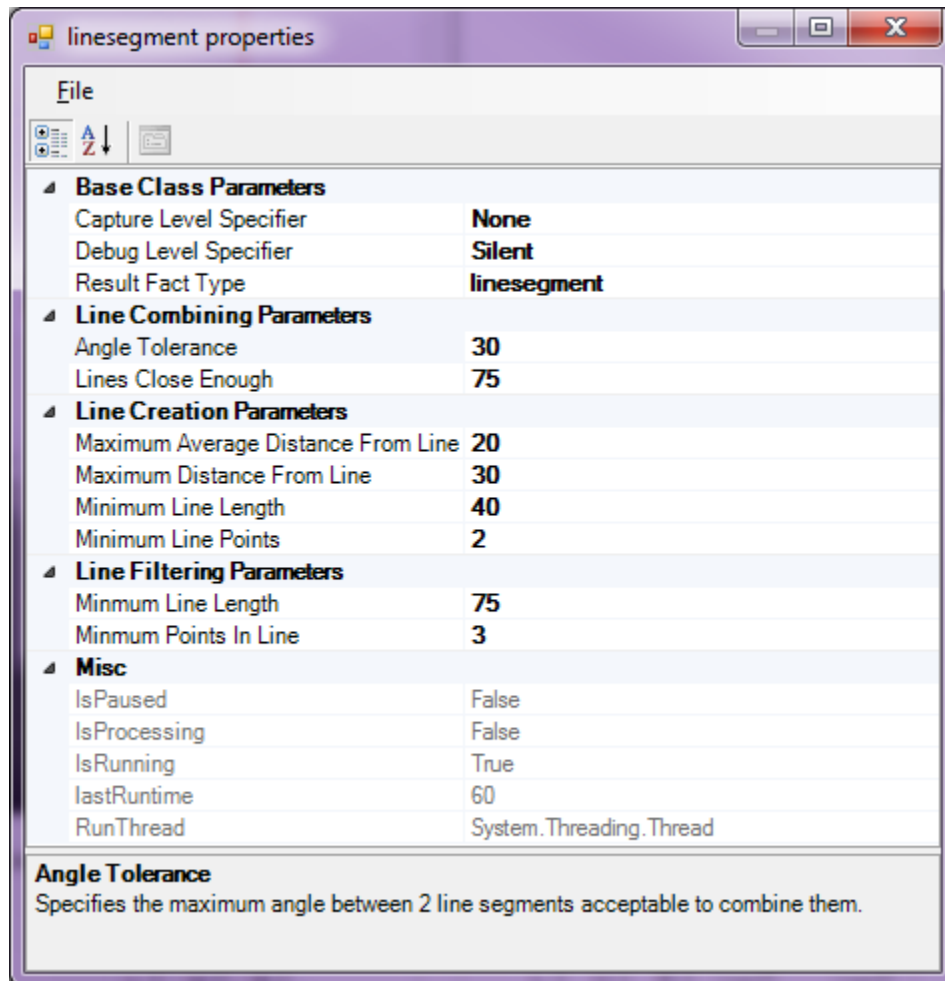 linesegment properties
File
Base Class Parameters
Capture Level Specifier None
Debug Level Specifier Silent
Result Fact Type linesegment
Line Combining Parameters
Angle Tolerance 30
Lines Close Enough 75
Line Creation Parameters
Maximum Average Distance From Line 20
Maximum Distance From Line 30
Minimum Line Length 40
Minimum Line Points 2
Line Filtering Parameters
Minmum Line Length 75
Minmum Points In Line 3
Misc
IsPaused False
IsProcessing False
IsRunning True
lastRuntime 60
RunThread System.Threading.Thread
Angle Tolerance
Specifies the maximum angle between 2 line segments acceptable to combine them.